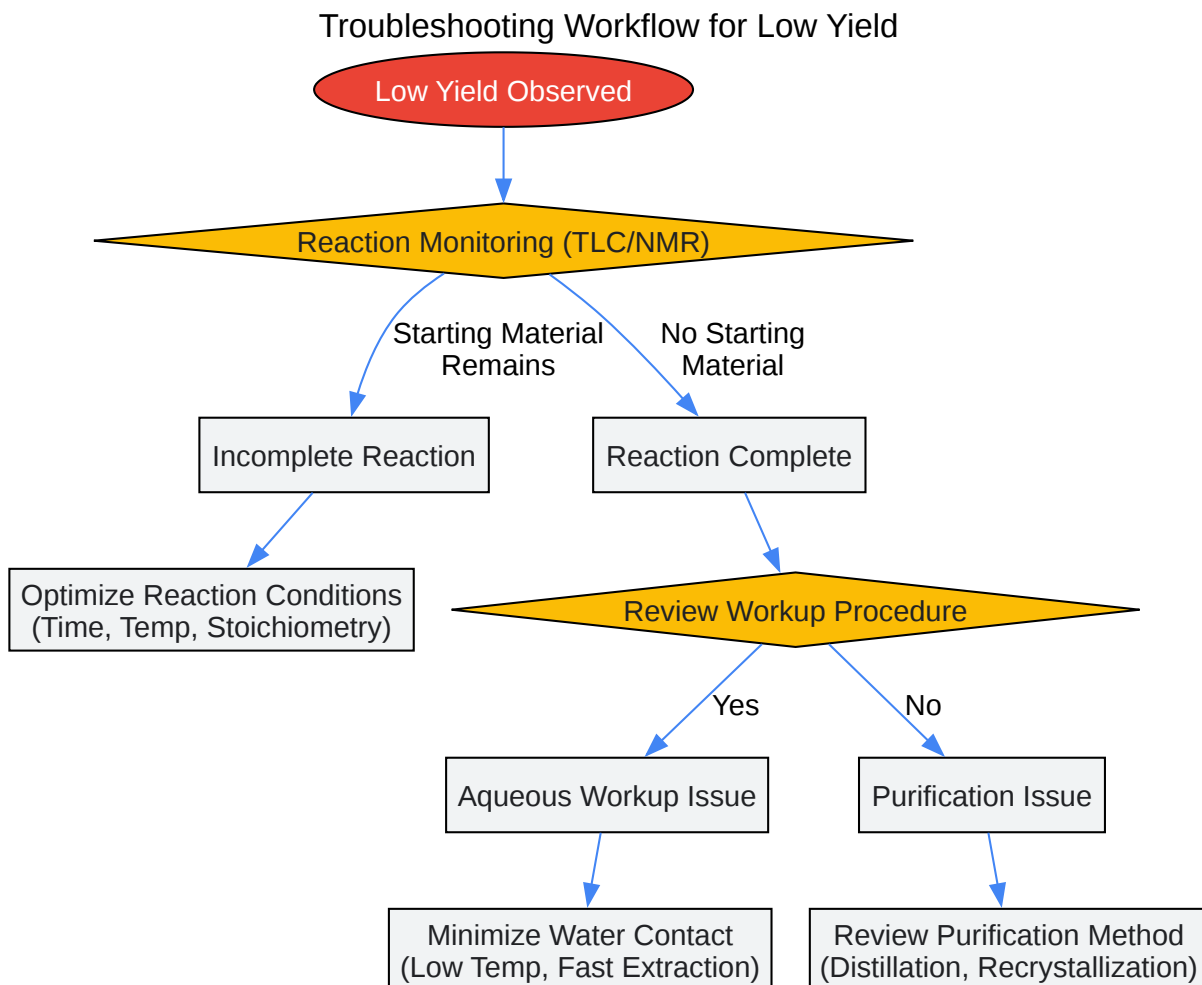 Troubleshooting Workflow for Low Yield
Low Yield Observed
Reaction Monitoring (TLC/NMR)
Starting Material
Remains
No Starting
Material
Incomplete Reaction
Reaction Complete
Optimize Reaction Conditions
(Time, Temp, Stoichiometry)
Review Workup Procedure
Yes
No
Aqueous Workup Issue
Purification Issue
Minimize Water Contact
(Low Temp, Fast Extraction)
Review Purification Method
(Distillation, Recrystallization)